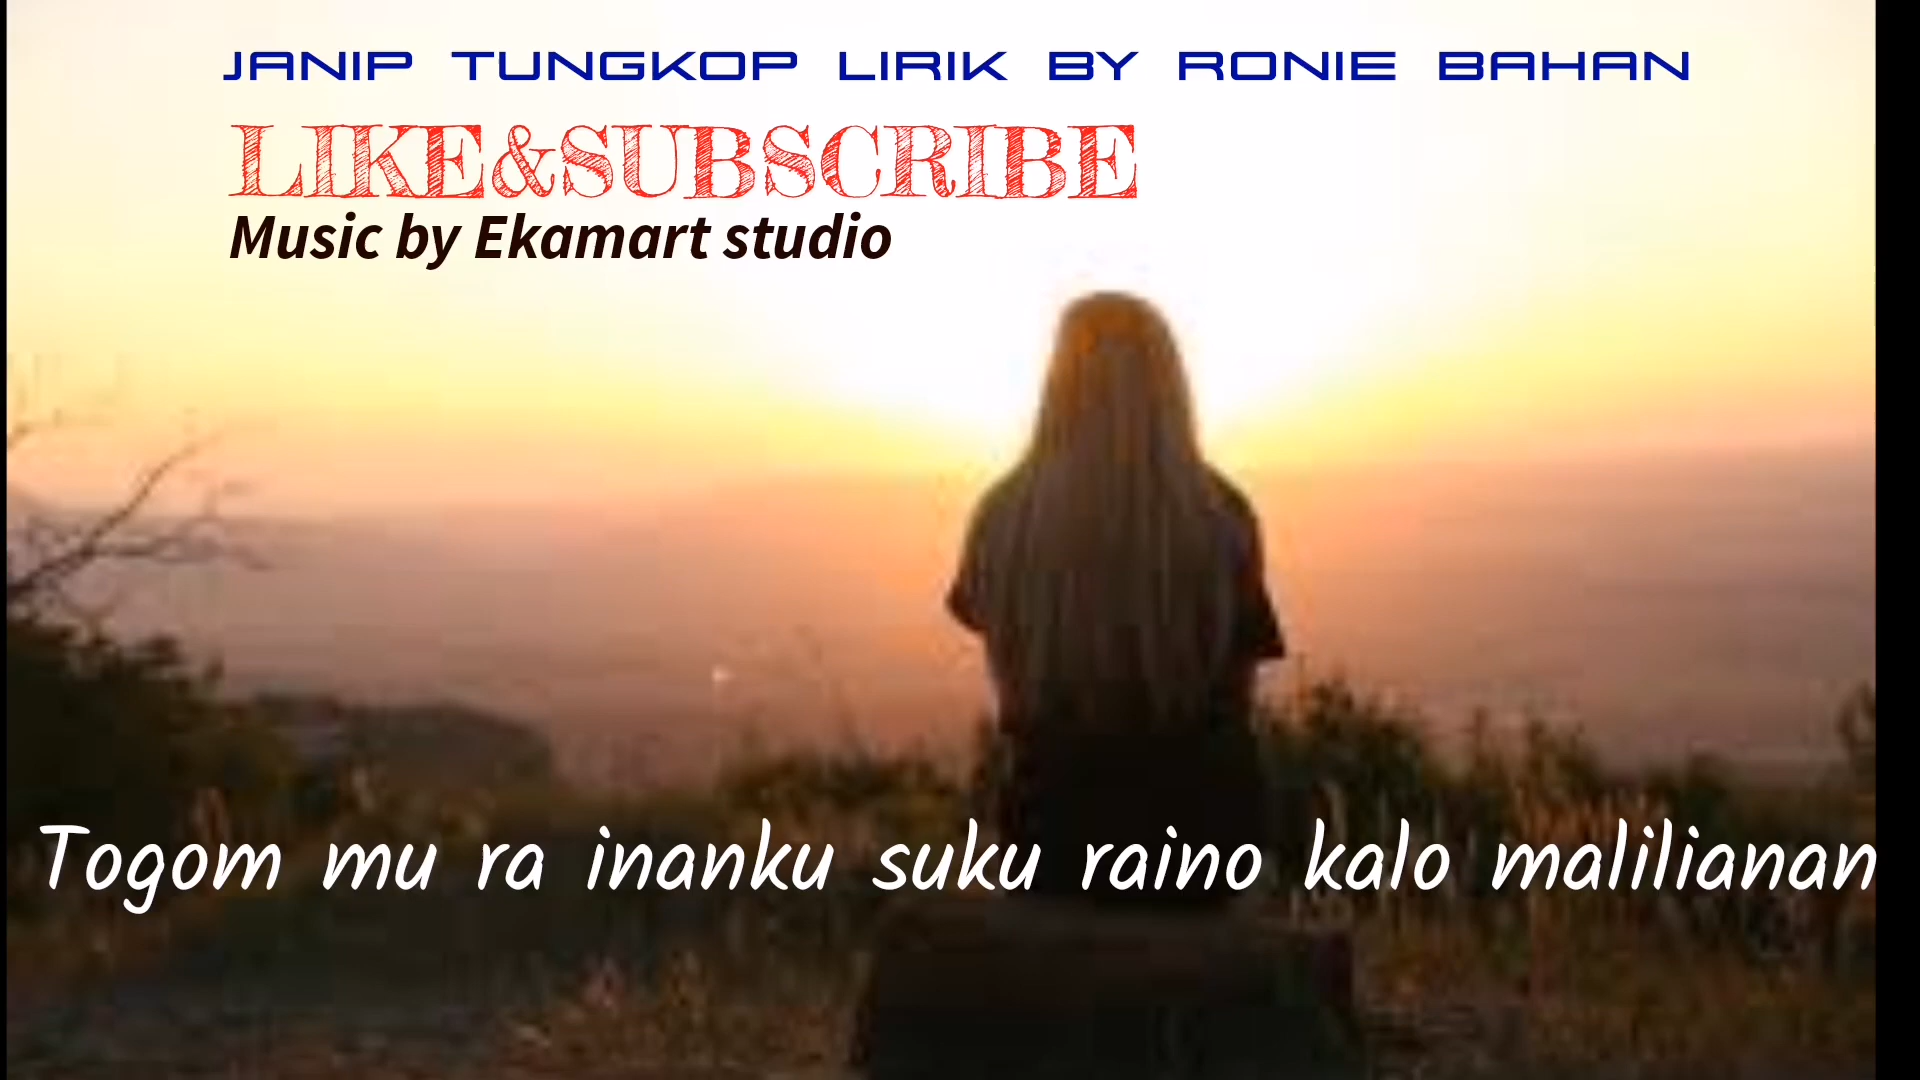 JANIP TUNGKOP LIRIK BY RONIE BAHAN
LIKE&SUBSCRIBE
Music by Ekamart studio
Togom mu ra inanku suku raino kalo malilianan